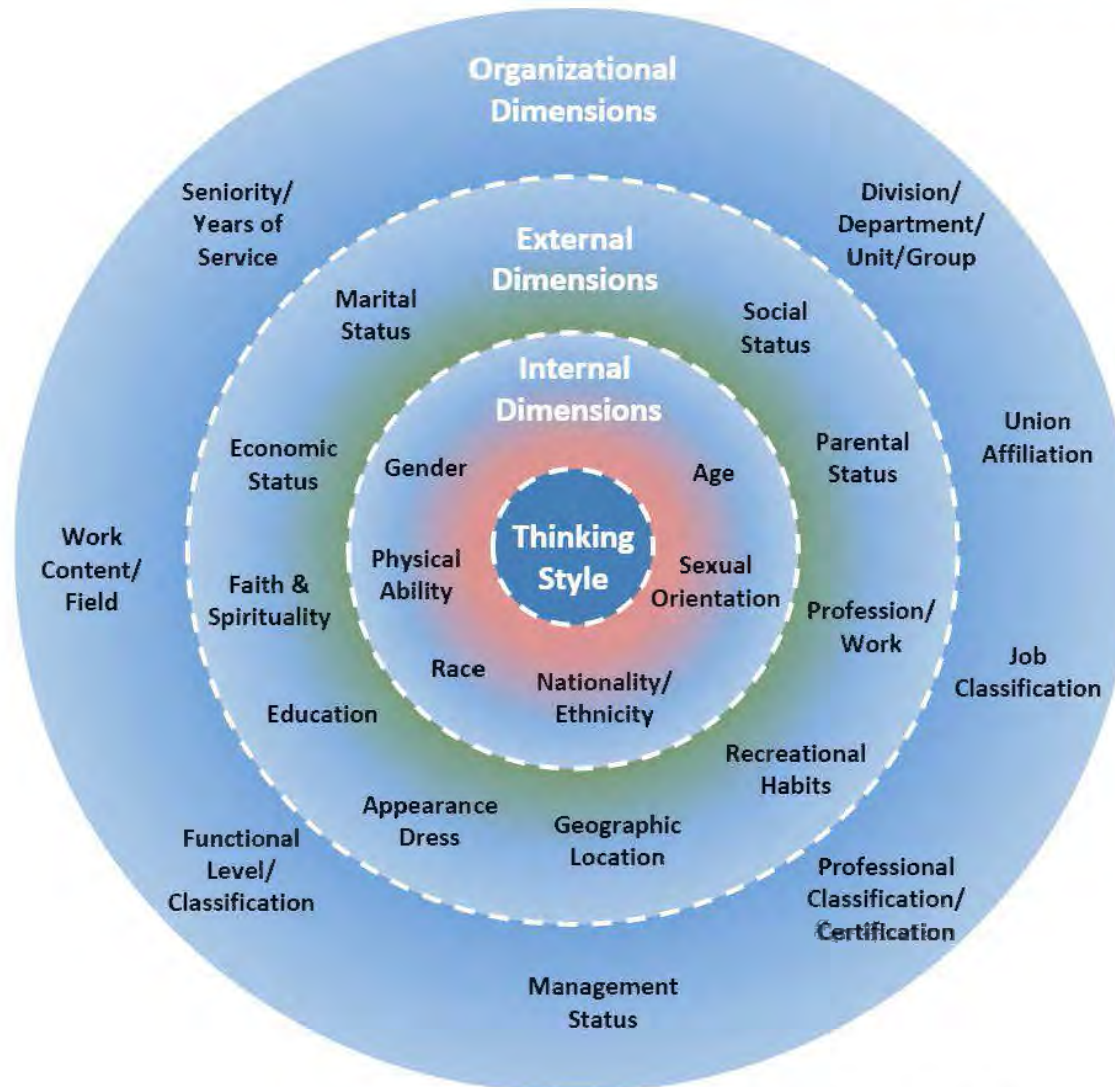 Organizational
Dimensions
Seniority/
Years of
Service
Division/
Department/
Unit/Group
Union
Affiliation
Job
Classification
Professional
Classification/
Certification
Management
Status
Functional
Level/
Classification
Work
Content/
Field
External
Dimensions
Marital
Status
Social
Status
Parental
Status
Profession/
Work
Recreational
Habits
Geographic
Location
Appearance
Dress
Education
Faith &
Spirituality
Economic
Status
Internal
Dimensions
Gender
Age
Sexual
Orientation
Nationality/
Ethnicity
Race
Physical
Ability
Thinking
Style